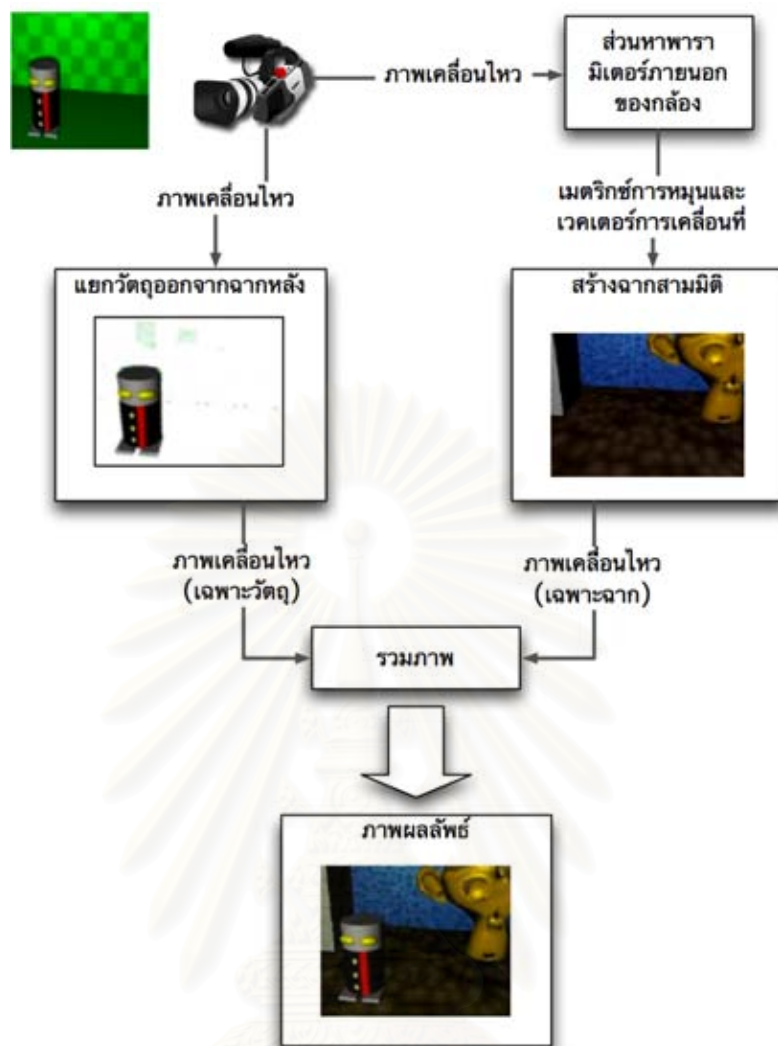 ภาพเคลื่อนไหว
ส่วนหาพารา
มิเตอร์ภายนอก
ของกล้อง
ภาพเคลื่อนไหว
เมตริกซ์การหมุนและ
เวคเตอร์การเคลื่อนที่
แยกวัตถุออกจากฉากหลัง
สร้างฉากสามมิติ
ภาพเคลื่อนไหว
(เฉพาะวัตถุ)
ภาพเคลื่อนไหว
(เฉพาะฉาก)
รวมภาพ
ภาพผลลัพธ์